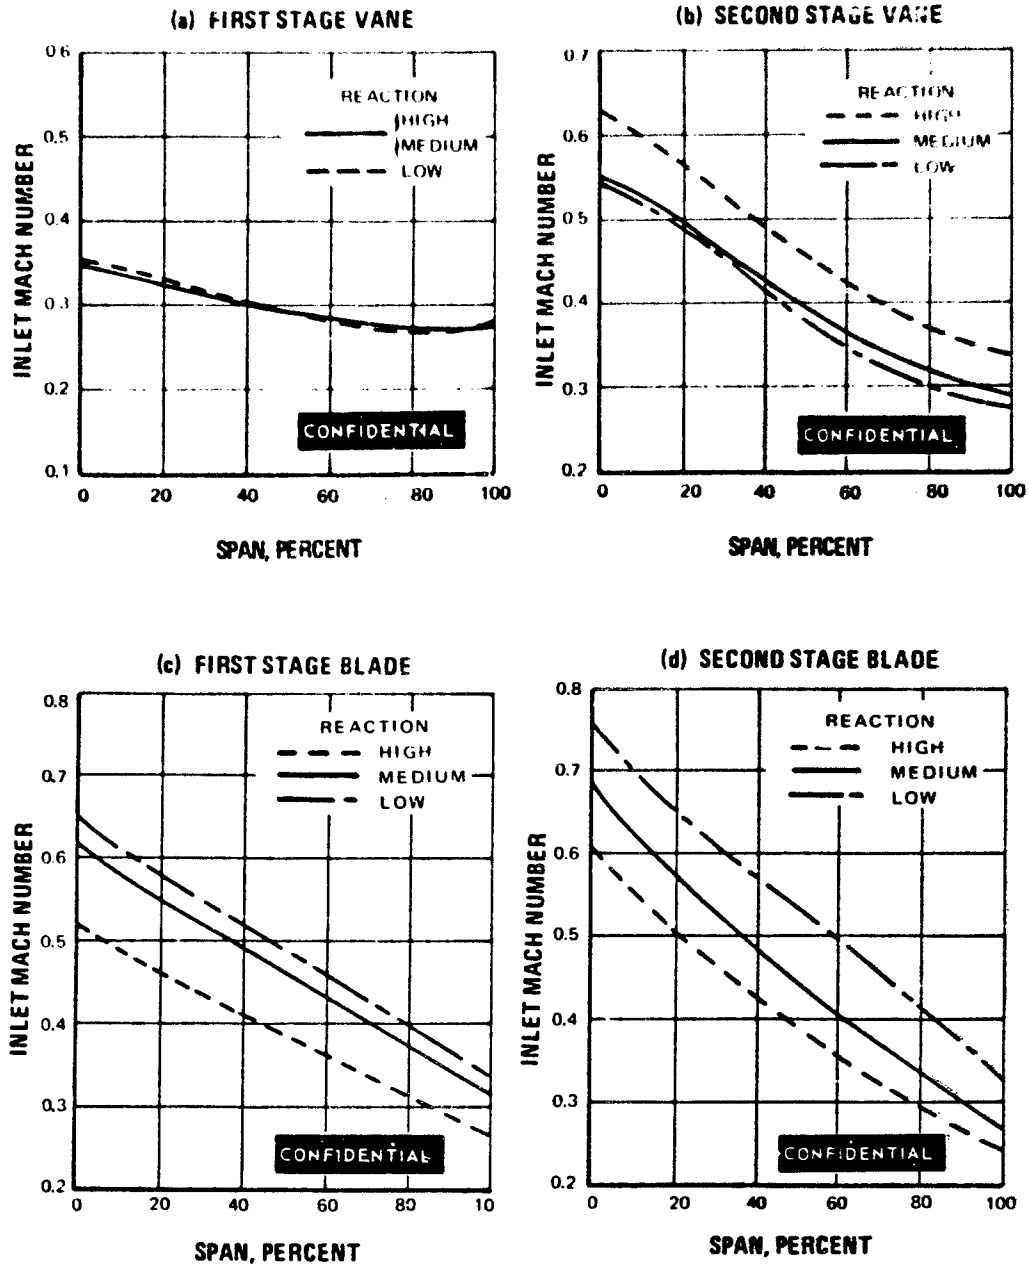 (a) FIRST STAGE VANE
0.6
0.5
0.4
0.3
0.2
0.1
INLET MACH NUMBER
REACTION
HIGH
MEDIUM
LOW
CONFIDENTIAL
0 20 40 60 80 100
SPAN, PERCENT
(b) SECOND STAGE VANE
0.7
0.6
0.5
0.4
0.3
0.2
INLET MACH NUMBER
REACTION
HIGH
MEDIUM
LOW
CONFIDENTIAL
0 20 40 60 80 100
SPAN, PERCENT
(c) FIRST STAGE BLADE
0.8
0.7
0.6
0.5
0.4
0.3
0.2
INLET MACH NUMBER
REACTION
HIGH
MEDIUM
LOW
CONFIDENTIAL
0 20 40 60 80 10
SPAN, PERCENT
(d) SECOND STAGE BLADE
0.8
0.7
0.6
0.5
0.4
0.3
0.2
INLET MACH NUMBER
REACTION
HIGH
MEDIUM
LOW
CONFIDENTIAL
0 20 40 60 80 100
SPAN, PERCENT